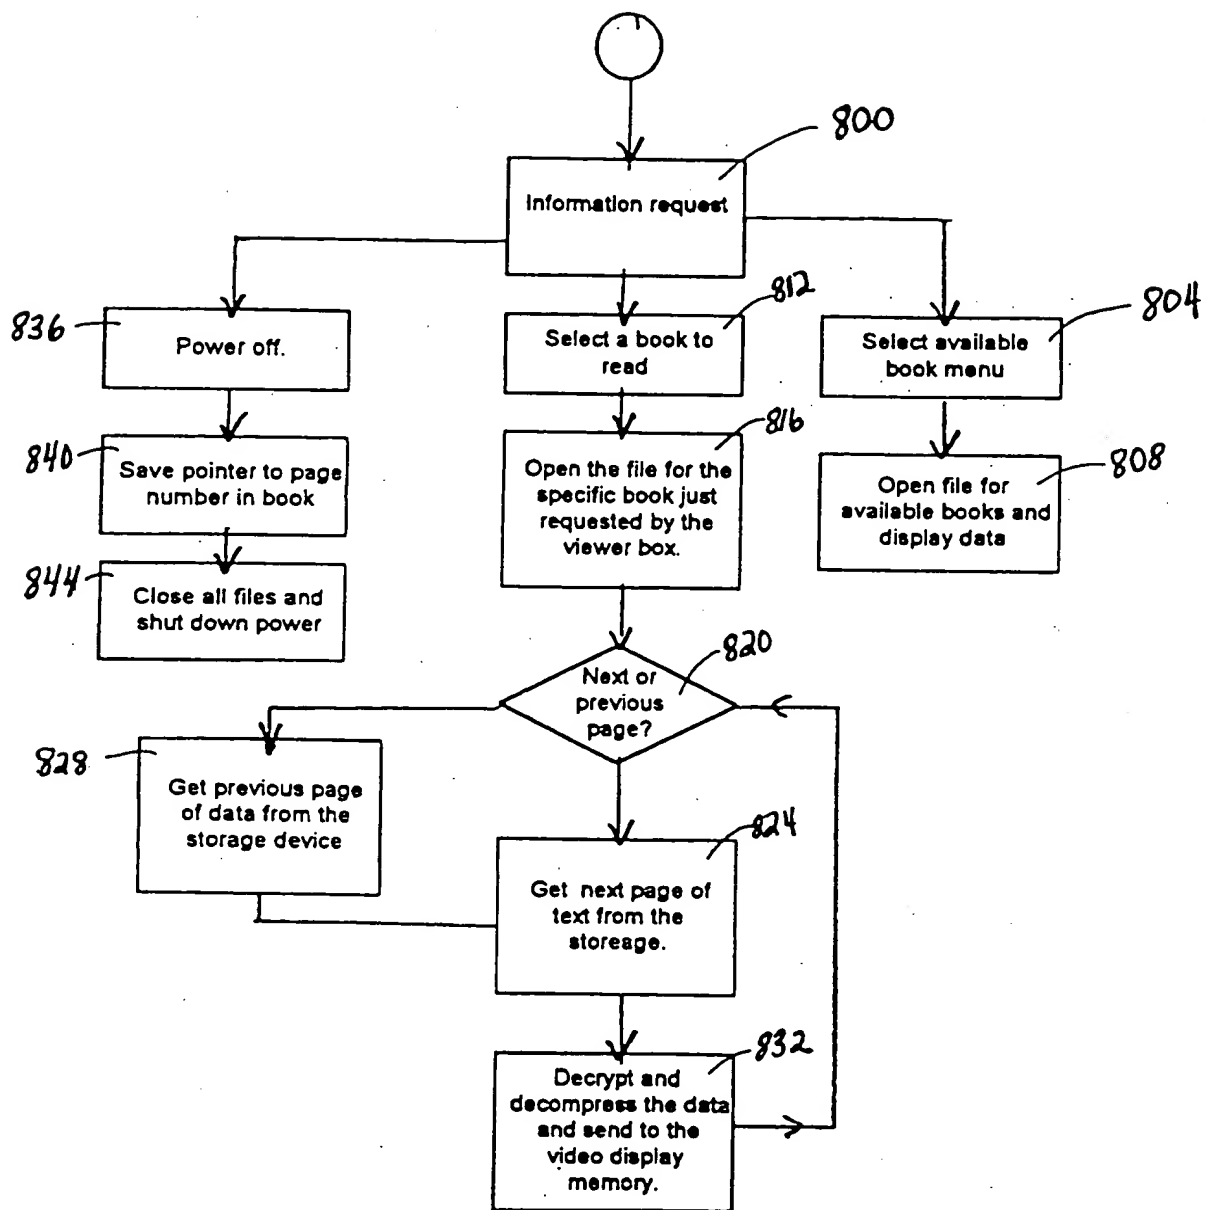 800
Information request
812
804
836
Power off.
Select a book to
read
Select available
book menu
816
840
Save pointer to page
number in book
Open the file for the
specific book just
requested by the
viewer box.
808
Open file for
available books and
display data
844
Close all files and
shut down power
820
Next or
previous
page?
828
Get previous page
of data from the
storage device
824
Get next page of
text from the
storeage.
832
Decrypt and
decompress the data
and send to the
video display
memory.